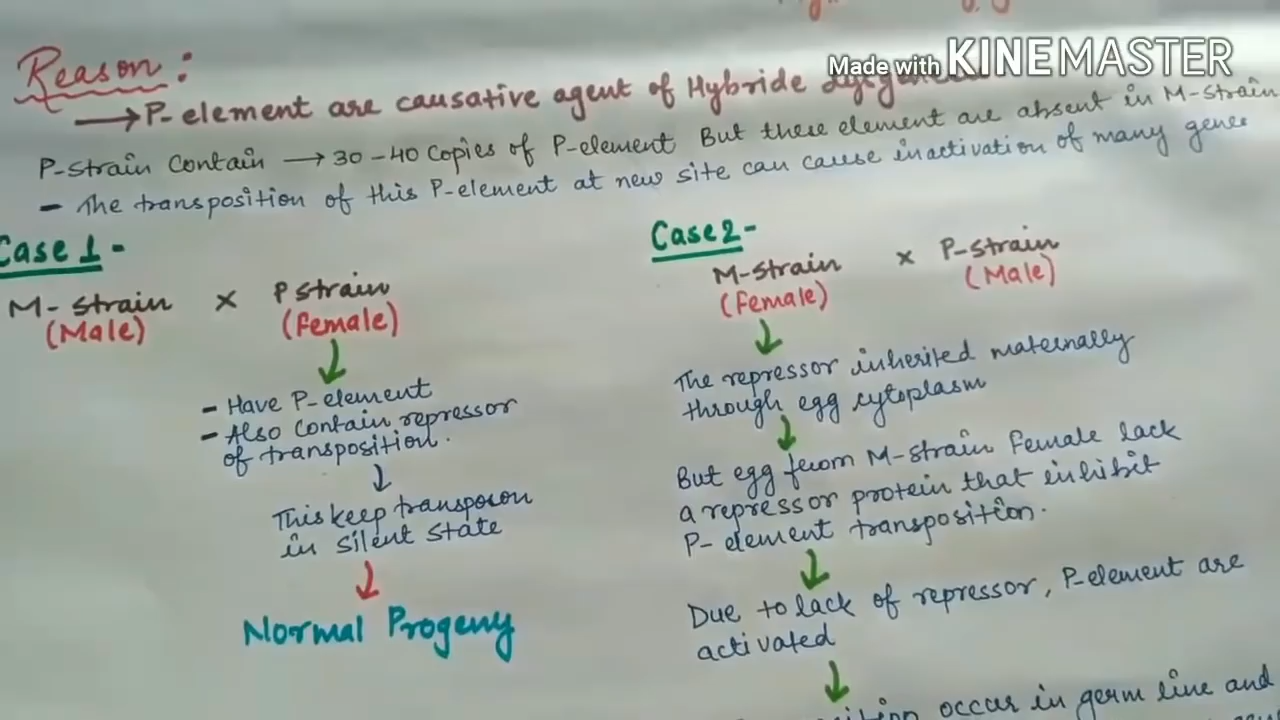 Made with KINEMASTER
Reason:
→ P-element are causative agent of Hybride
P-strain Contain → 30-40 Copies of P-element But these element are absent in M-strain
- The transposition of this P-element at new site can cause inactivation of many genes
Case 1 -
M-strain × P strain
(Male) (female)
- Have P-element
- Also contain repressor
of transposition.
This keep transposon
in silent state
Normal Progeny
Case 2 -
M-strain × P-strain
(female) (Male)
The repressor inherited maternally
through egg cytoplasm
But egg from M-strain Female lack
a repressor protein that inhibit
P-element transposition.
Due to lack of repressor, P-element are
activated
occur in germ line and